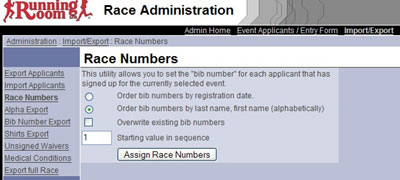 Running Room
Race Administration
Admin Home Event Applicants / Entry Form Import/Export
Administration : Import/Export : Race Numbers
Race Numbers
Export Applicants
Import Applicants
Race Numbers
Alpha Export
Bib Number Export
Shirts Export
Unsigned Waivers
Medical Conditions
Export full Race
This utility allows you to set the "bib number" for each applicant that has
signed up for the currently selected event.
Order bib numbers by registration date.
Order bib numbers by last name, first name (alphabetically)
Overwrite existing bib numbers
1 Starting value in sequence
Assign Race Numbers